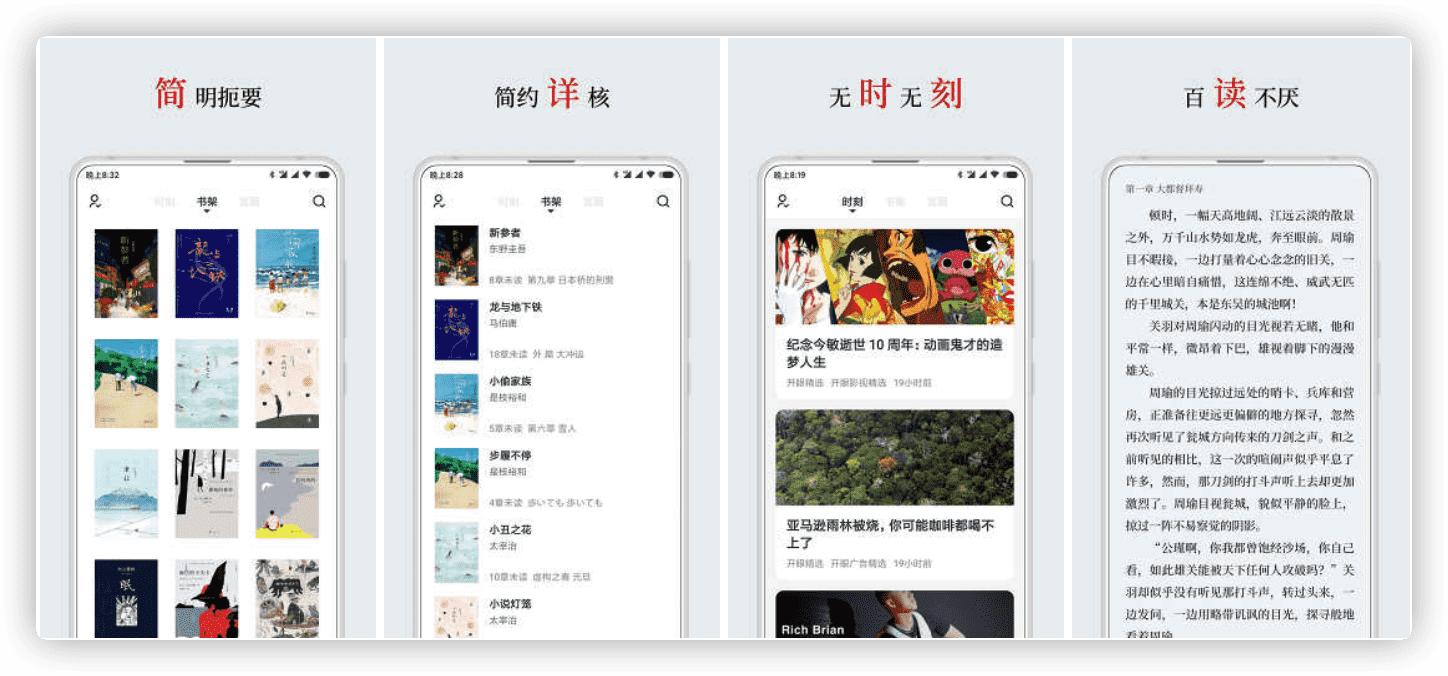 简明扼要
晚上8:32
时刻 书架 发现
新参者
龙与地下铁
眠
简约详核
晚上8:28
书架
新参者
东野圭吾
8章未读 第九章 日本桥的刑警
龙与地下铁
马伯庸
18章未读 外 篇 大冲运
小偷家族
是枝裕和
5章未读 第六章 雪人
步履不停
是枝裕和
4章未读 歩いても 歩いても
小丑之花
太宰治
10章未读 虚构之春 元旦
小说灯笼
太宰治
无时无刻
晚上8:19
时刻 书架
纪念今敏逝世 10 周年：动画鬼才的造
梦人生
开眼精选 开眼影视精选 19小时前
亚马逊雨林被烧，你可能咖啡都喝不
上了
开眼精选 开眼广告精选 19小时前
Rich Brian
百读不厌
第一章 大都督拜寿
顿时，一幅天高地阔、江远云淡的散景
之外，万千山水势如龙虎，奔至眼前。周瑜
目不暇接，一边打量着心心念念的旧关，一
边在心里暗自痛惜，这连绵不绝、威武无匹
的千里城关，本是东吴的城池啊！
关羽对周瑜闪动的目光视若无睹，他和
平常一样，微昂着下巴，雄视着脚下的漫漫
雄关。
周瑜的目光掠过远处的哨卡、兵库和营
房，正准备往更远更偏僻的地方探寻，忽然
再次听见了瓮城方向传来的刀剑之声。和之
前听见的相比，这一次的喧闹声似乎平息了
许多，然而，那刀剑的打斗声听上去却更加
激烈了。周瑜目视瓮城，貌似平静的脸上，
掠过一阵不易察觉的阴影。
“公瑾啊，你我都曾饱经沙场，你自己
看，如此雄关能被天下任何人攻破吗？”关
羽却似乎没有听见那打斗声，转过头来，一
边发问，一边用略带讥讽的目光，探寻般地
看着周瑜